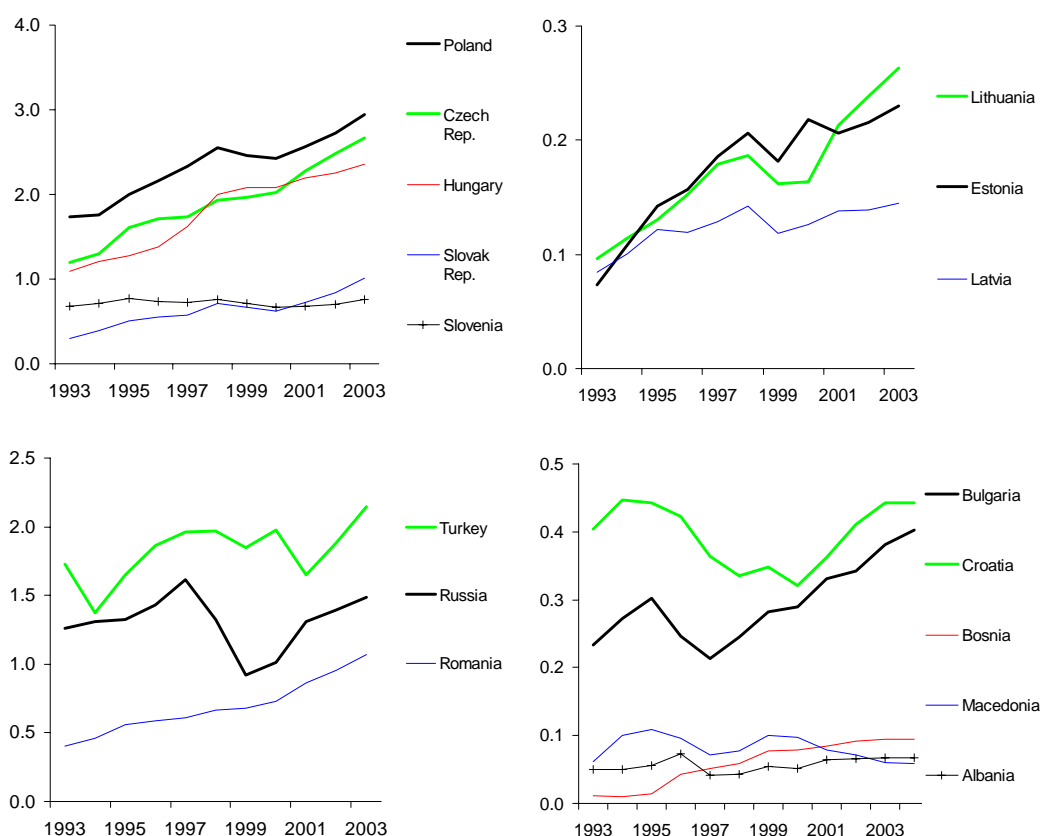 4.0
3.0
2.0
1.0
0.0
1993 1995 1997 1999 2001 2003
Poland
Czech
Rep.
Hungary
Slovak
Rep.
Slovenia
0.3
0.2
0.1
0.0
1993 1995 1997 1999 2001 2003
Lithuania
Estonia
Latvia
2.5
2.0
1.5
1.0
0.5
0.0
1993 1995 1997 1999 2001 2003
Turkey
Russia
Romania
0.5
0.4
0.3
0.2
0.1
0.0
1993 1995 1997 1999 2001 2003
Bulgaria
Croatia
Bosnia
Macedonia
Albania